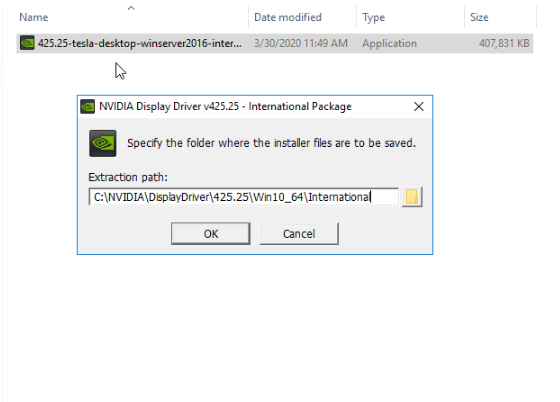 Name Date modified Type Size
425.25-tesla-desktop-winserver2016-inter... 3/30/2020 11:49 AM Application 407,831 KB
NVIDIA Display Driver v425.25 - International Package
Specify the folder where the installer files are to be saved.
Extraction path:
C:\NVIDIA\DisplayDriver\425.25\Win10_64\International
OK Cancel